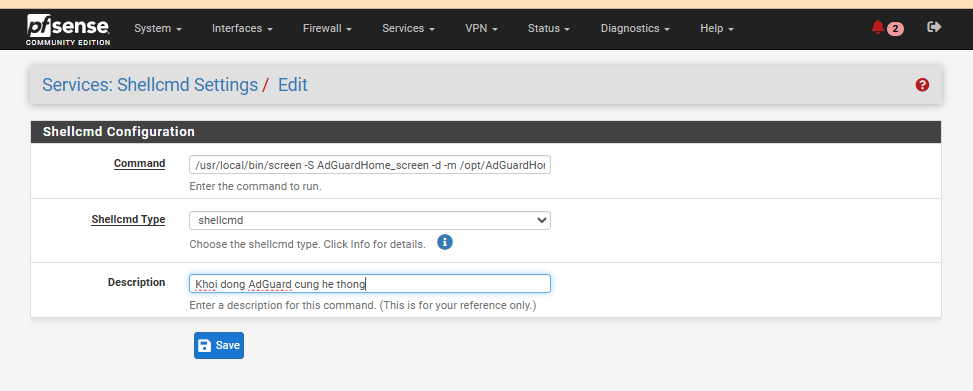 pfsense System Interfaces Firewall Services VPN Status Diagnostics Help 2
COMMUNITY EDITION
Services: Shellcmd Settings / Edit ?
Shellcmd Configuration
Command /usr/local/bin/screen -S AdGuardHome_screen -d -m /opt/AdGuardHo
Enter the command to run.
Shellcmd Type shellcmd
Choose the shellcmd type. Click Info for details. i
Description Khoi dong AdGuard cung he thong
Enter a description for this command. (This is for your reference only.)
Save